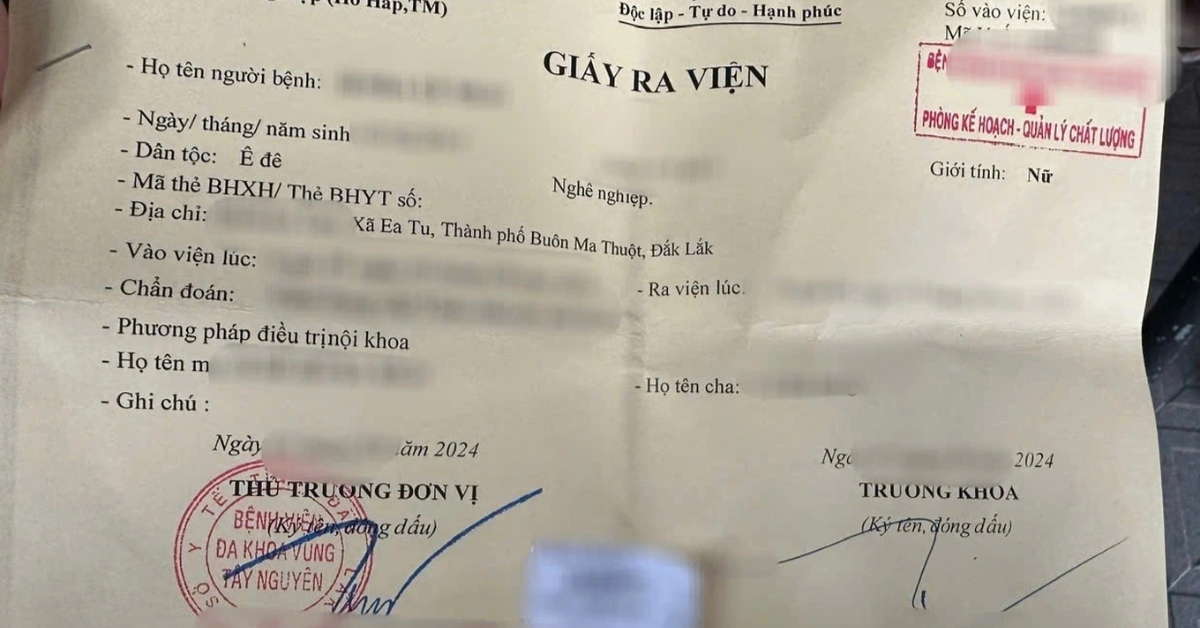 Hấp,TM)
Độc lập - Tự do - Hạnh phúc
Số vào viện:
GIẤY RA VIỆN
PHÒNG KẾ HOẠCH - QUẢN LÝ CHẤT LƯỢNG
- Họ tên người bệnh:
- Ngày/ tháng/ năm sinh
- Dân tộc: Ê đê
Giới tính: Nữ
- Mã thẻ BHXH/ Thẻ BHYT số:
Nghề nghiệp.
- Địa chỉ: Xã Ea Tu, Thành phố Buôn Ma Thuột, Đắk Lắk
- Vào viện lúc:
- Ra viện lúc.
- Chẩn đoán:
- Phương pháp điều trịnội khoa
- Họ tên m
- Họ tên cha:
- Ghi chú :
Ngày ăm 2024
2024
THỦ TRƯỞNG ĐƠN VỊ
TRƯỞNG KHOA
(Ký tên, đóng dấu)
(Ký tên, đóng dấu)
SỞ Y TẾ
BỆNH VIỆN
ĐA KHOA VÙNG
TÂY NGUYÊN